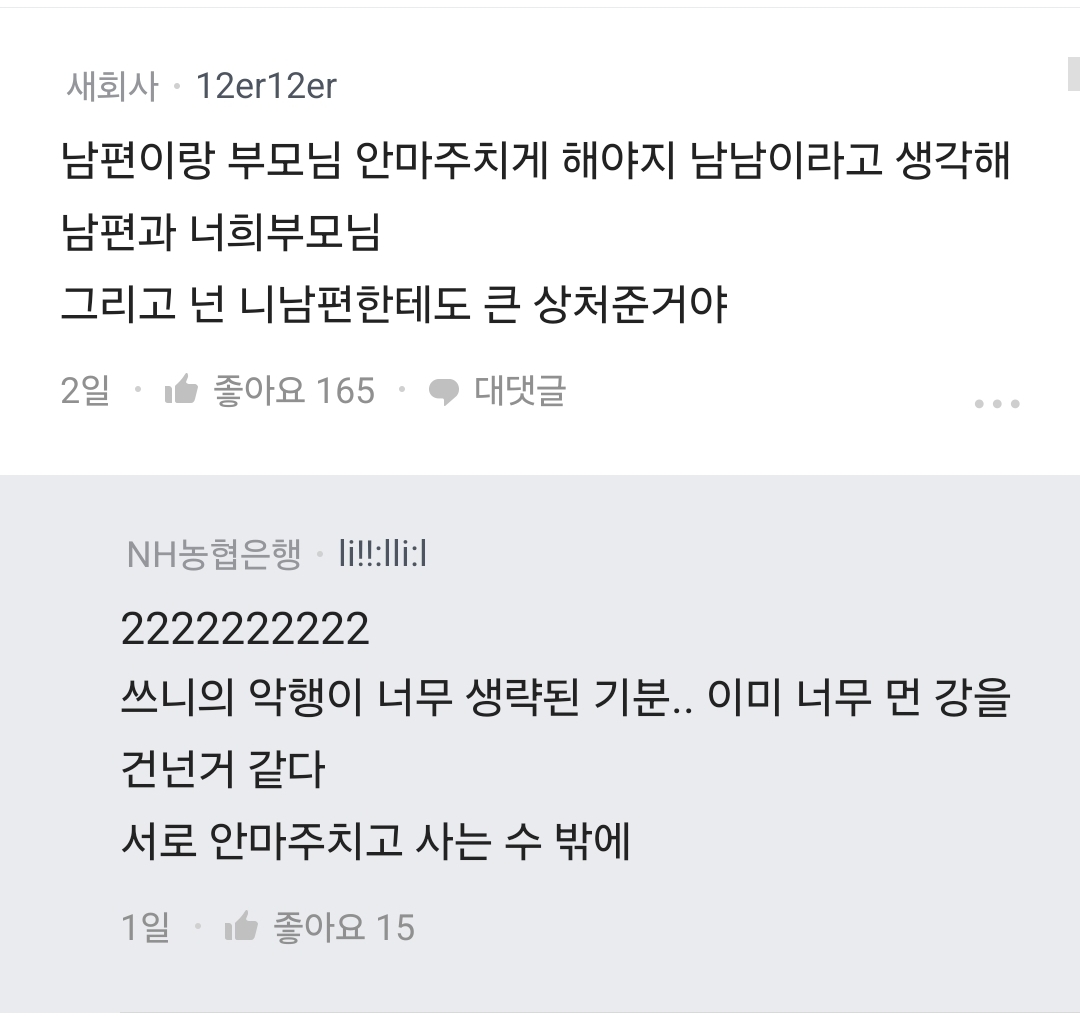 새회사 · 12er12er
남편이랑 부모님 안마주치게 해야지 남남이라고 생각해
남편과 너희부모님
그리고 넌 니남편한테도 큰 상처준거야
2일 · 좋아요 165 · 대댓글
NH농협은행 · li!!:lli:l
2222222222
쓰니의 악행이 너무 생략된 기분.. 이미 너무 먼 강을
건넌거 같다
서로 안마주치고 사는 수 밖에
1일 · 좋아요 15